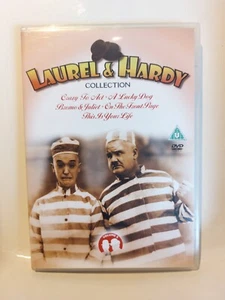 LAUREL & HARDY
COLLECTION
Crazy To Act • A Lucky Dog
Romeo & Juliet • On The Front Page
This Is Your Life
U
DVD